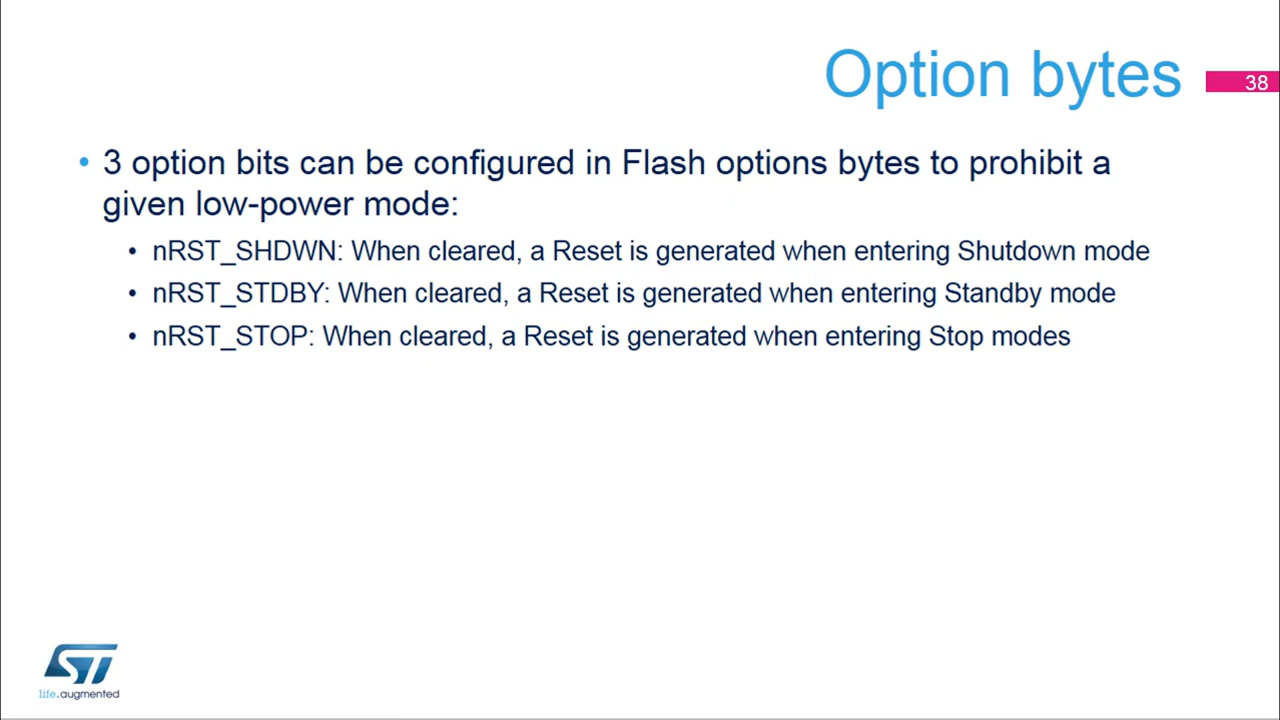 Option bytes
38
• 3 option bits can be configured in Flash options bytes to prohibit a
given low-power mode:
• nRST_SHDWN: When cleared, a Reset is generated when entering Shutdown mode
• nRST_STDBY: When cleared, a Reset is generated when entering Standby mode
• nRST_STOP: When cleared, a Reset is generated when entering Stop modes
ST
life.augmented